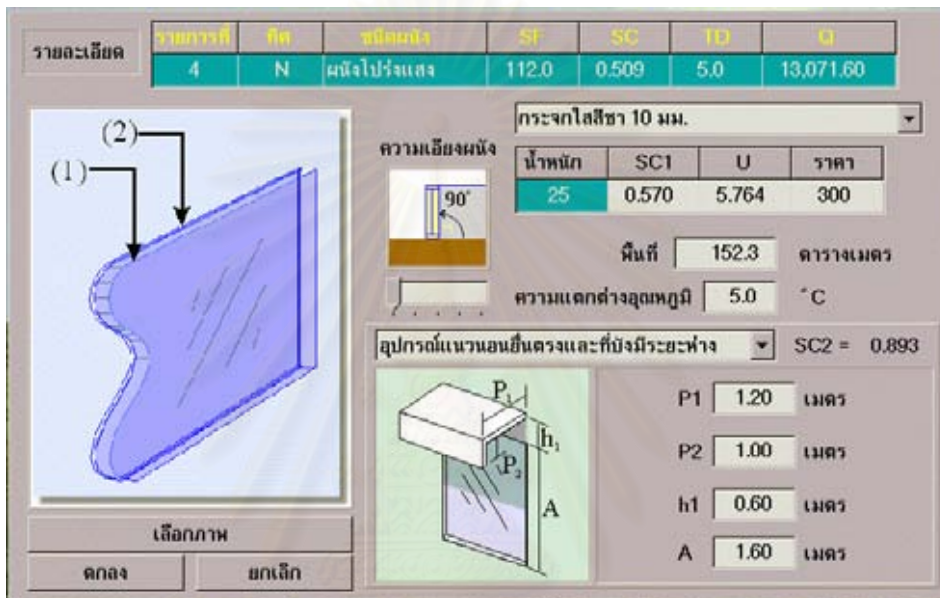 รายละเอียด
รายการที่ ทิศ ชนิดผนัง SF SC TD Q
4 N ผนังโปร่งแสง 112.0 0.509 5.0 13,071.60
(2)
(1)
ความเอียงผนัง
90°
กระจกใสสีชา 10 มม.
น้ำหนัก SC1 U ราคา
25 0.570 5.764 300
พื้นที่ 152.3 ตารางเมตร
ความแตกต่างอุณหภูมิ 5.0 °C
อุปกรณ์แนวนอนยื่นตรงและที่บังมีระยะห่าง SC2 = 0.893
P1
h1
P2
A
P1 1.20 เมตร
P2 1.00 เมตร
h1 0.60 เมตร
A 1.60 เมตร
เลือกภาพ
ตกลง ยกเลิก